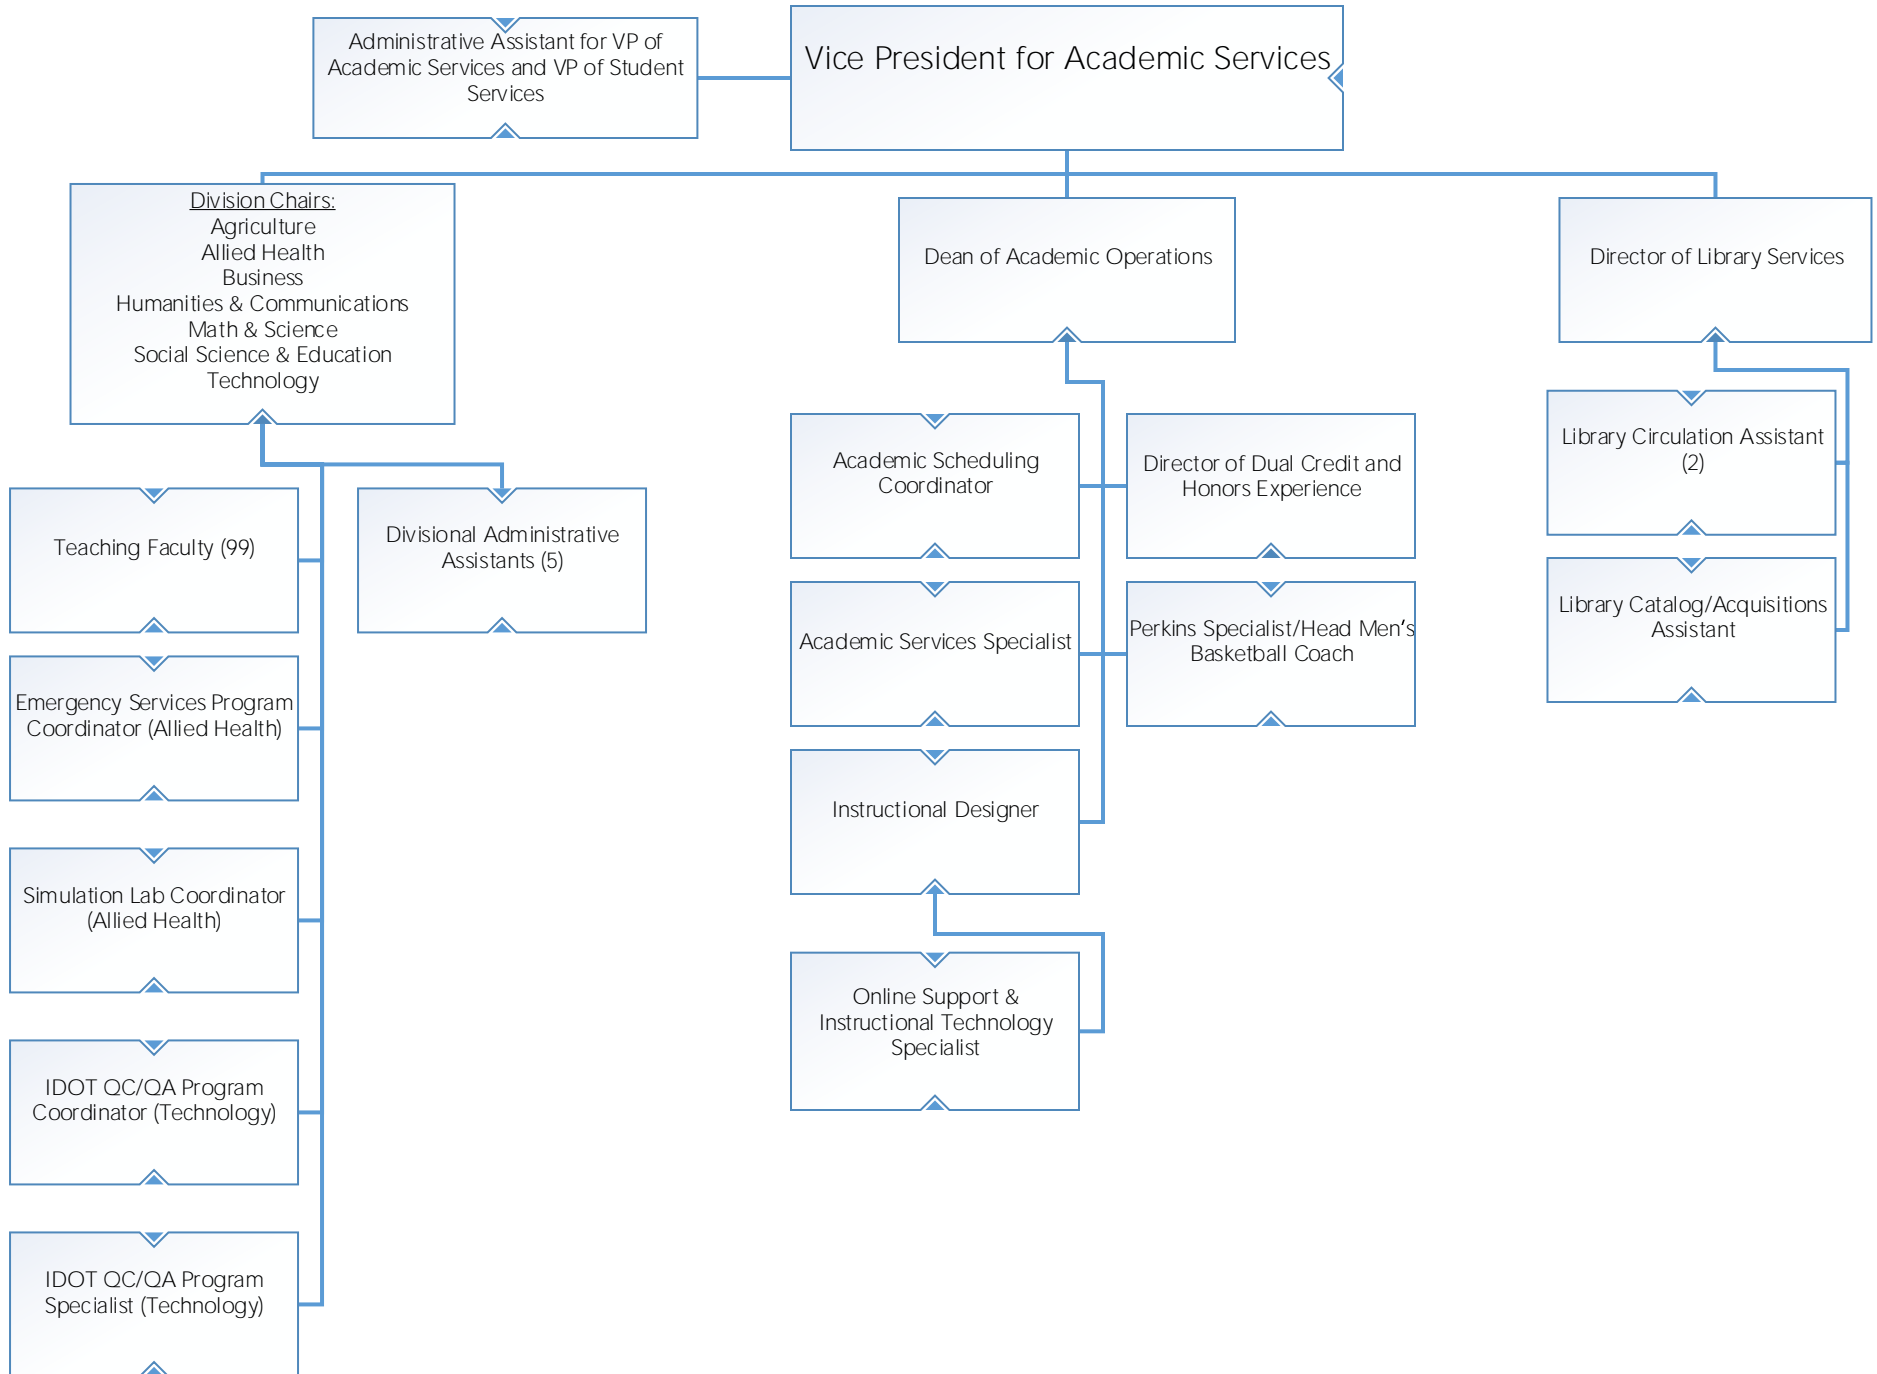 Administrative Assistant for VP of
Academic Services and VP of Student
Services
Vice President for Academic Services
Division Chairs:
Agriculture
Allied Health
Business
Humanities & Communications
Math & Science
Social Science & Education
Technology
Dean of Academic Operations
Director of Library Services
Teaching Faculty (99)
Divisional Administrative
Assistants (5)
Emergency Services Program
Coordinator (Allied Health)
Simulation Lab Coordinator
(Allied Health)
IDOT QC/QA Program
Coordinator (Technology)
IDOT QC/QA Program
Specialist (Technology)
Academic Scheduling
Coordinator
Director of Dual Credit and
Honors Experience
Academic Services Specialist
Perkins Specialist/Head Men's
Basketball Coach
Instructional Designer
Online Support &
Instructional Technology
Specialist
Library Circulation Assistant
(2)
Library Catalog/Acquisitions
Assistant